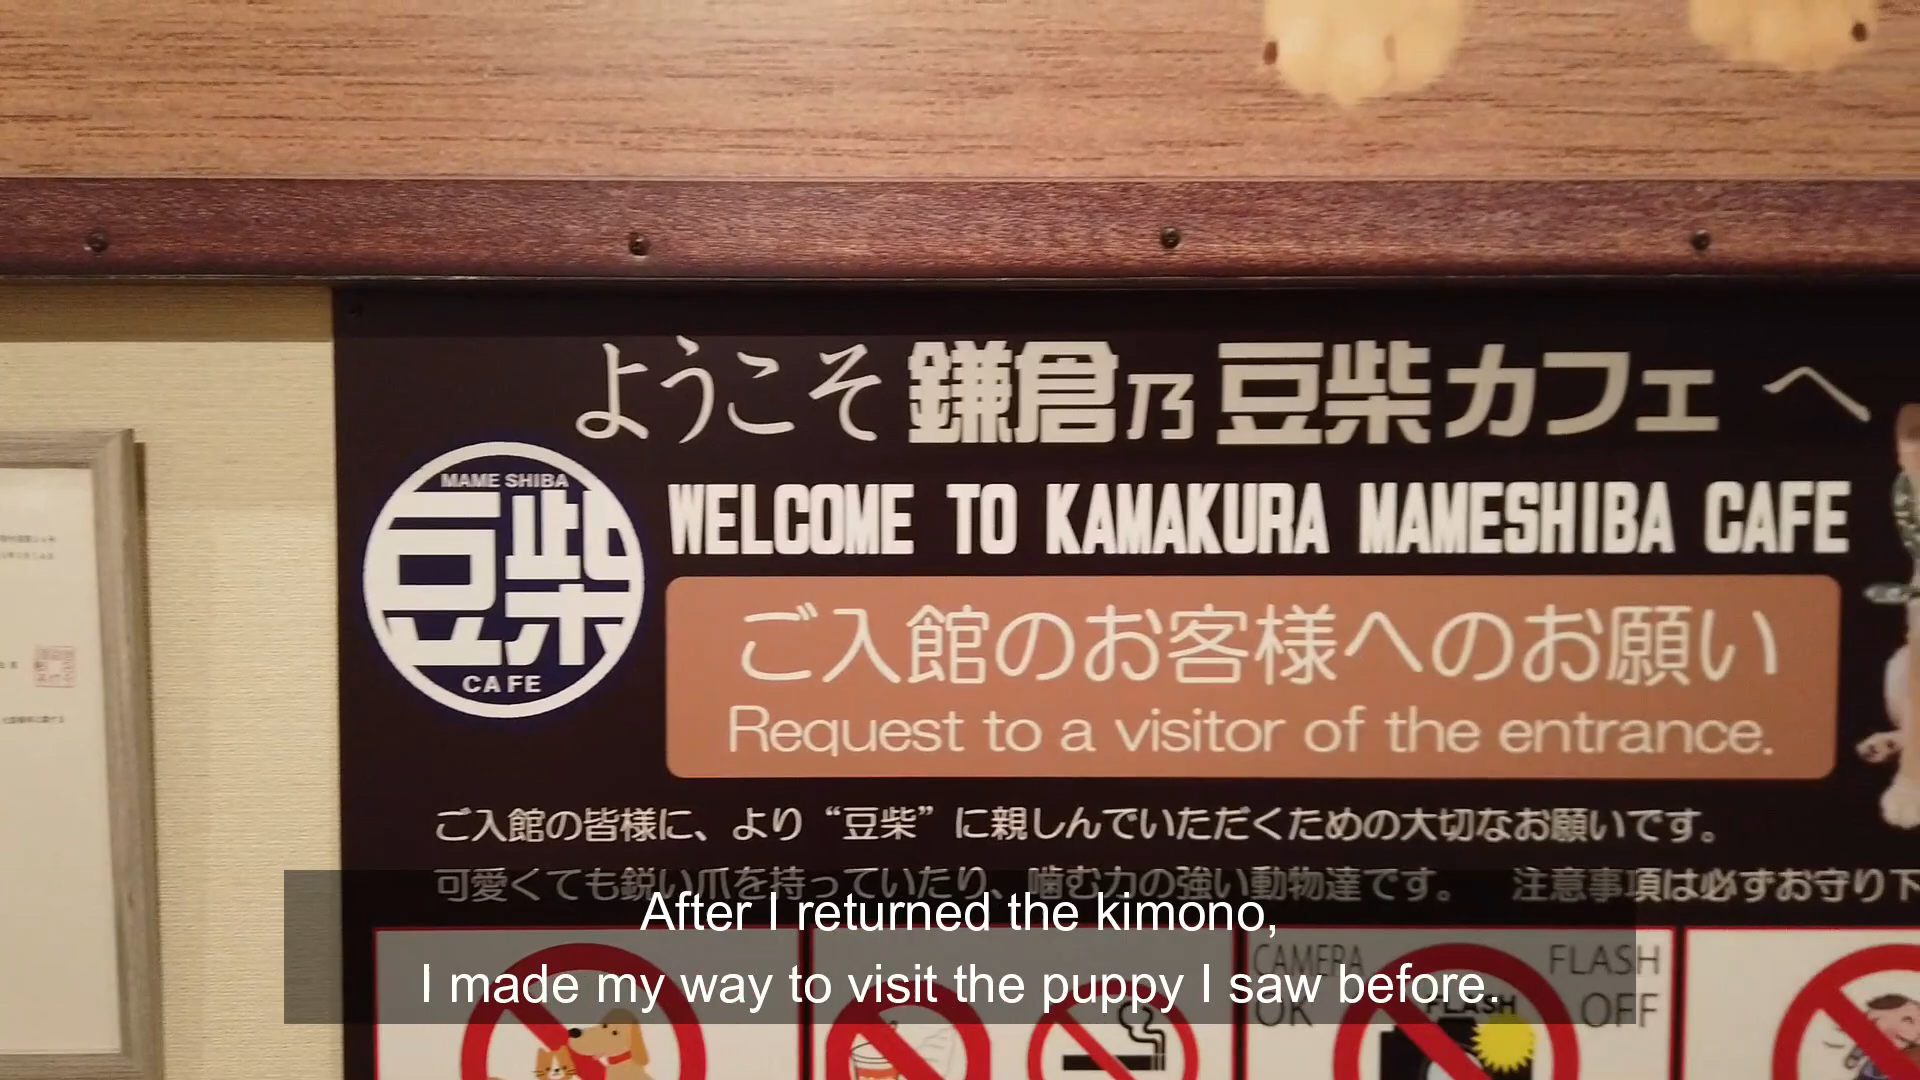 ようこそ鎌倉乃豆柴カフェへ
MAME SHIBA
豆柴
CAFE
WELCOME TO KAMAKURA MAMESHIBA CAFE
ご入館のお客様へのお願い
Request to a visitor of the entrance.
ご入館の皆様に、より“豆柴”に親しんでいただくための大切なお願いです。
可愛くても鋭い爪を持っていたり、噛む力の強い動物達です。 注意事項は必ずお守り下
After I returned the kimono,
I made my way to visit the puppy I saw before.
CAMERA OK
FLASH OFF
FLASH